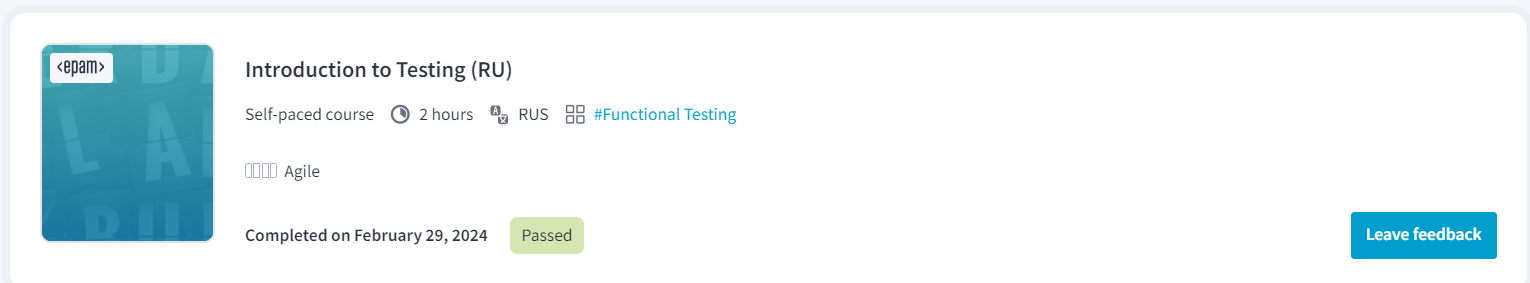 <epam>
Introduction to Testing (RU)
Self-paced course 2 hours RUS #Functional Testing
Agile
Completed on February 29, 2024 Passed
Leave feedback